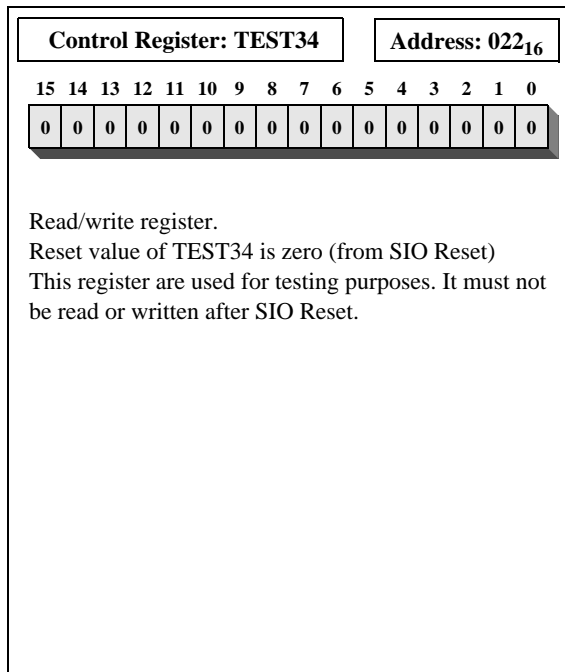 Control Register: TEST34 Address: 022₁₆
15 14 13 12 11 10 9 8 7 6 5 4 3 2 1 0
0 0 0 0 0 0 0 0 0 0 0 0 0 0 0 0
Read/write register.
Reset value of TEST34 is zero (from SIO Reset)
This register are used for testing purposes. It must not
be read or written after SIO Reset.